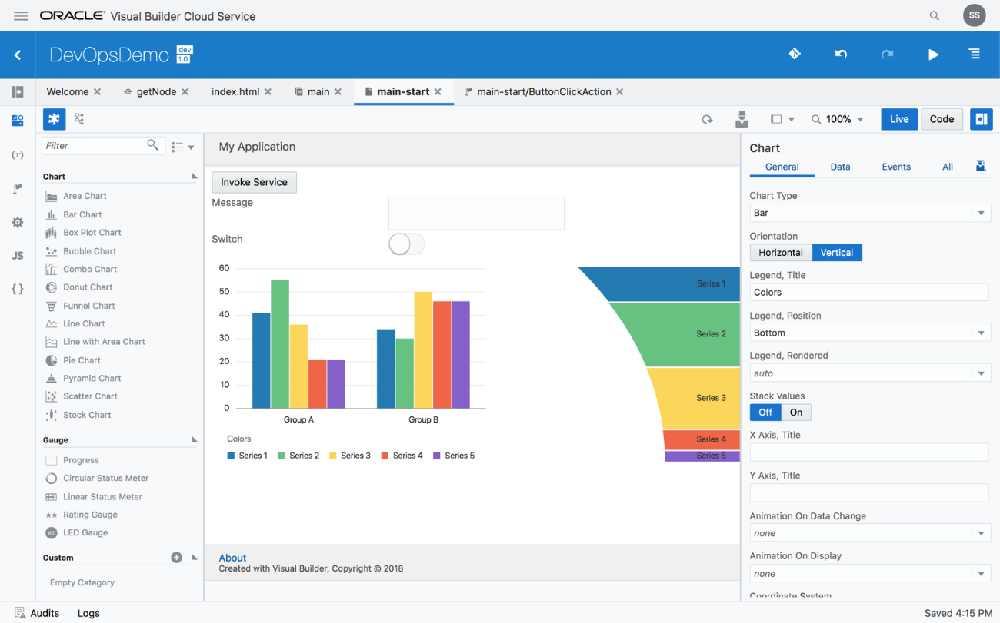 ORACLE Visual Builder Cloud Service
SS
DevOpsDemo dev 1.0
Welcome
getNode
index.html
main
main-start
main-start/ButtonClickAction
100%
Live
Code
(x)
JS
{ }
Filter
Chart
Area Chart
Bar Chart
Box Plot Chart
Bubble Chart
Combo Chart
Donut Chart
Funnel Chart
Line Chart
Line with Area Chart
Pie Chart
Pyramid Chart
Scatter Chart
Stock Chart
Gauge
Progress
Circular Status Meter
Linear Status Meter
Rating Gauge
100 LED Gauge
Custom
Empty Category
My Application
Invoke Service
Message
Switch
60
50
40
30
20
10
0
Group A
Group B
Colors
Series 1
Series 2
Series 3
Series 4
Series 5
Series 1
Series 2
Series 3
Series 4
Series 5
About
Created with Visual Builder, Copyright © 2018
Chart
General
Data
Events
All
Chart Type
Bar
Orientation
Horizontal
Vertical
Legend, Title
Colors
Legend, Position
Bottom
Legend, Rendered
auto
Stack Values
Off
On
X Axis, Title
Y Axis, Title
Animation On Data Change
none
Animation On Display
none
Coordinate System
Audits
Logs
Saved 4:15 PM